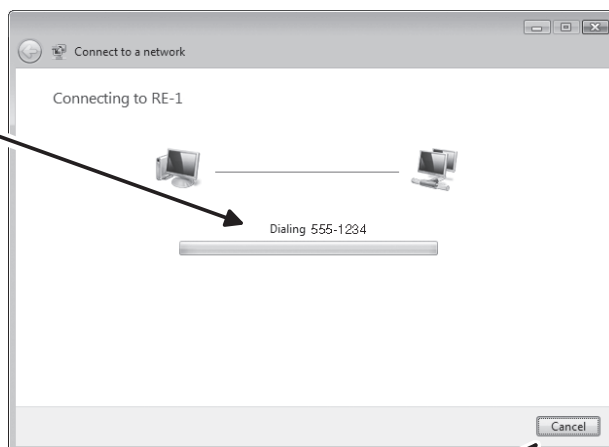 Connect to a network
Connecting to RE-1
Dialing 555-1234
Cancel